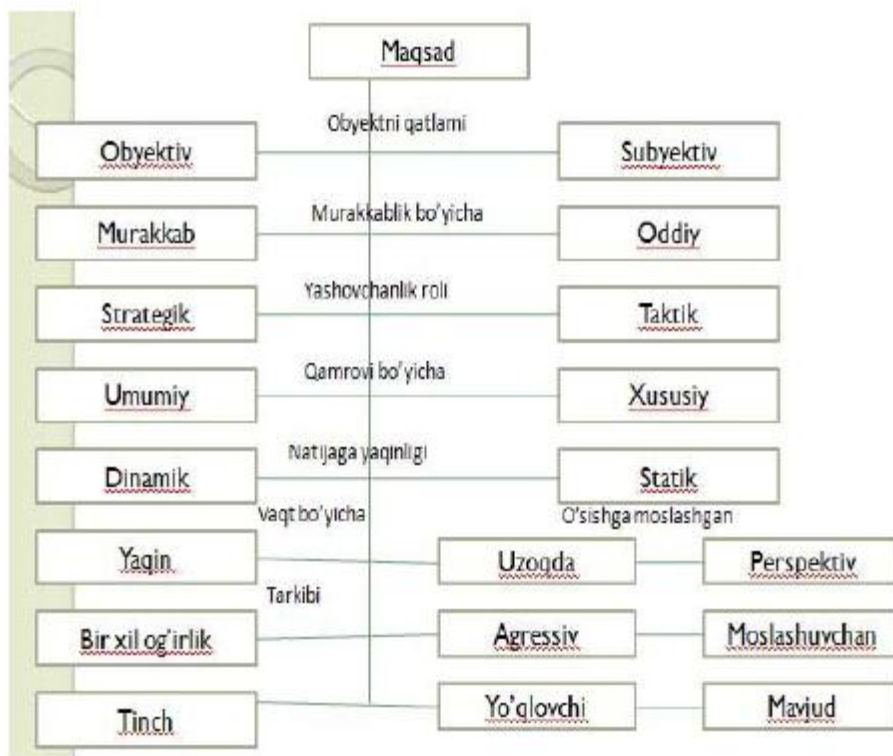 Maqsad
Obyektni qatlami
Obyektiv
Subyektiv
Murakkablik bo'yicha
Murakkab
Oddiy
Yashovchanlik roli
Strategik
Taktik
Qamrovi bo'yicha
Umumiy
Xususiy
Natijaga yaqinligi
Dinamik
Statik
Vaqt bo'yicha
O'sishga moslashgan
Yaqin
Uzoqda
Perspektiv
Tarkibi
Bir xil og'irlik
Agressiv
Moslashuvchan
Tinch
Yo'qlovchi
Mavjud